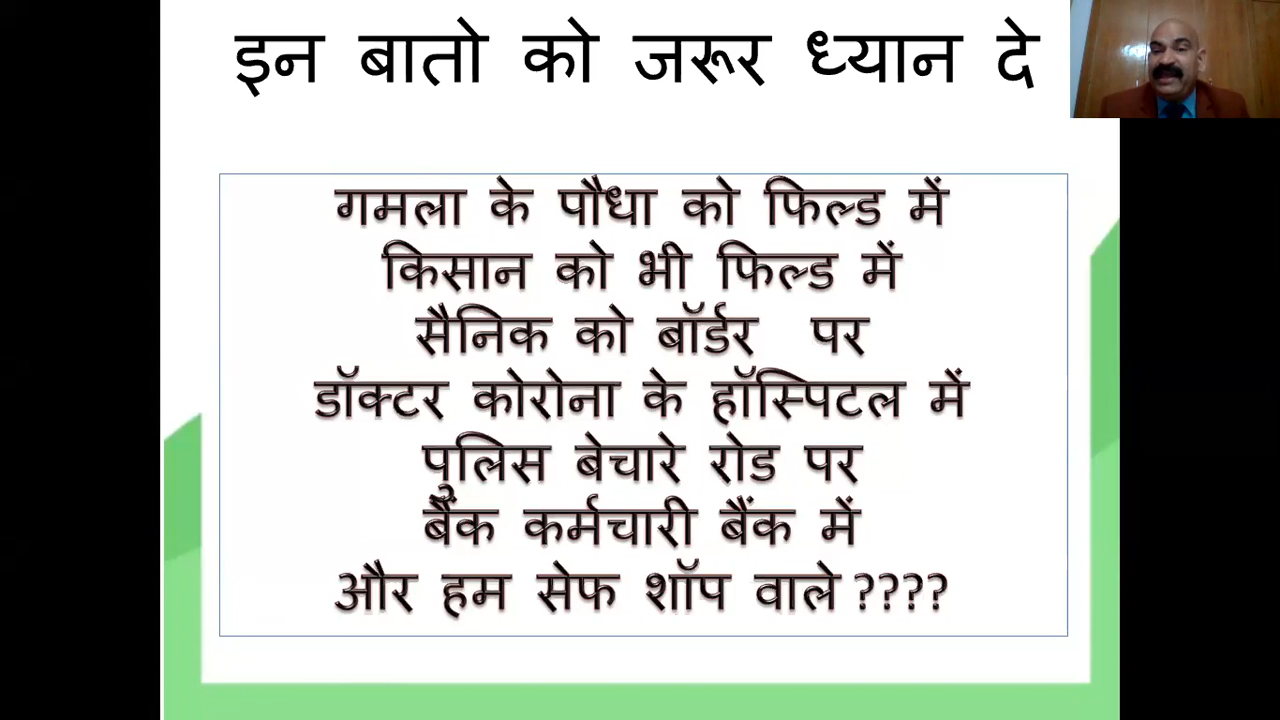 इन बातो को जरूर ध्यान दे
गमला के पौधा को फिल्ड में
किसान को भी फिल्ड में
सैनिक को बॉर्डर पर
डॉक्टर कोरोना के हॉस्पिटल में
पुलिस बेचारे रोड पर
बैंक कर्मचारी बैंक में
और हम सेफ शॉप वाले ????